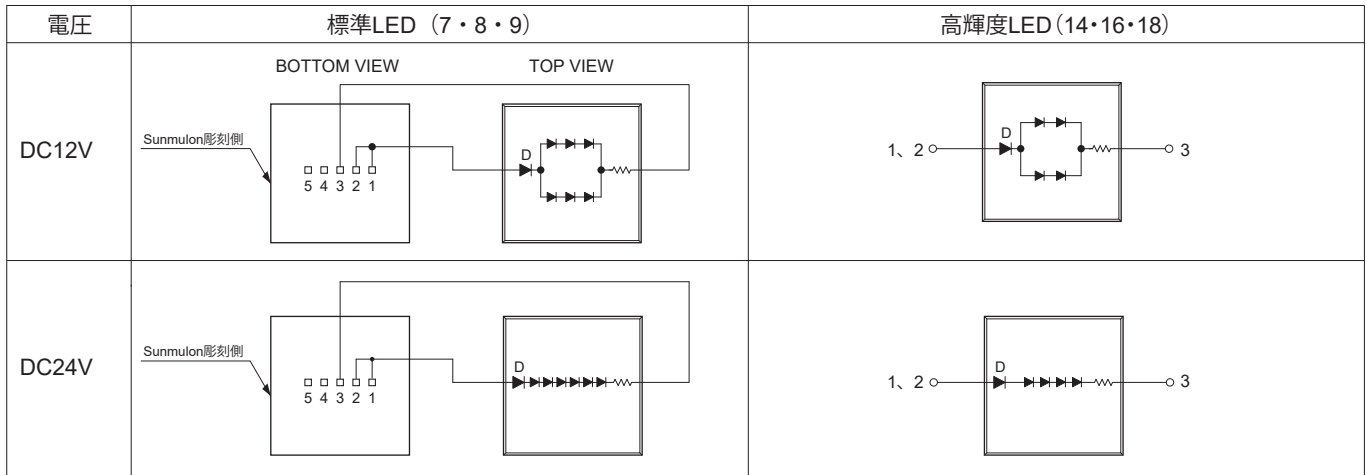 電圧
標準LED（7・8・9）
高輝度LED（14・16・18）
DC12V
BOTTOM VIEW
TOP VIEW
Sunmulon彫刻側
5 4 3 2 1
D
1、2
D
3
DC24V
Sunmulon彫刻側
5 4 3 2 1
D
1、2
D
3